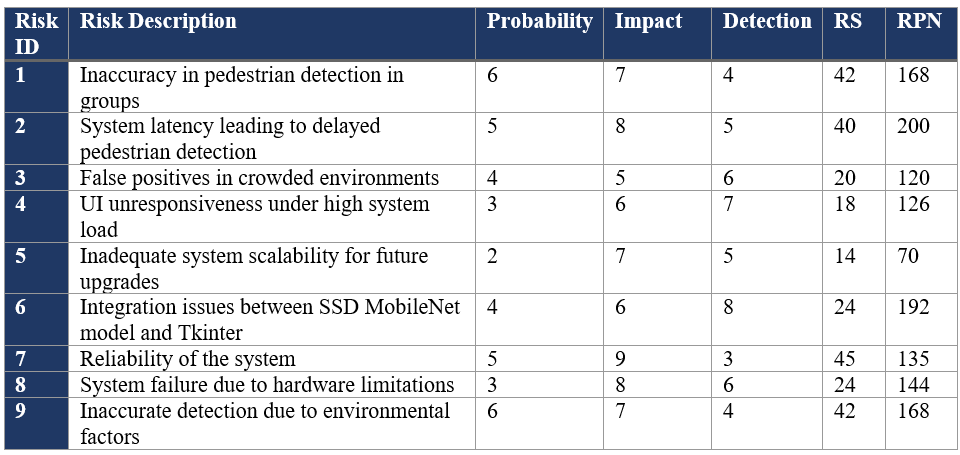 Risk Risk Description Probability Impact Detection RS RPN
ID
1 Inaccuracy in pedestrian detection in 6 7 4 42 168
groups
2 System latency leading to delayed 5 8 5 40 200
pedestrian detection
3 False positives in crowded environments 4 5 6 20 120
4 UI unresponsiveness under high system 3 6 7 18 126
load
5 Inadequate system scalability for future 2 7 5 14 70
upgrades
6 Integration issues between SSD MobileNet 4 6 8 24 192
model and Tkinter
7 Reliability of the system 5 9 3 45 135
8 System failure due to hardware limitations 3 8 6 24 144
9 Inaccurate detection due to environmental 6 7 4 42 168
factors